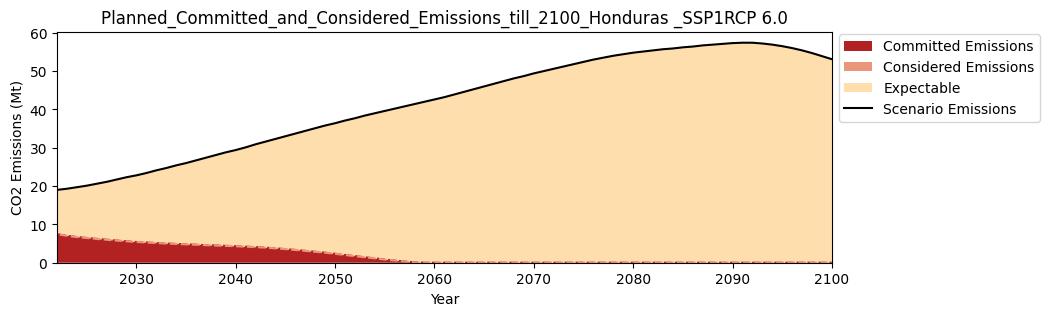 Planned_Committed_and_Considered_Emissions_till_2100_Honduras _SSP1RCP 6.0
60
50
40
30
20
10
0
CO2 Emissions (Mt)
2030 2040 2050 2060 2070 2080 2090 2100
Year
Committed Emissions
Considered Emissions
Expectable
Scenario Emissions